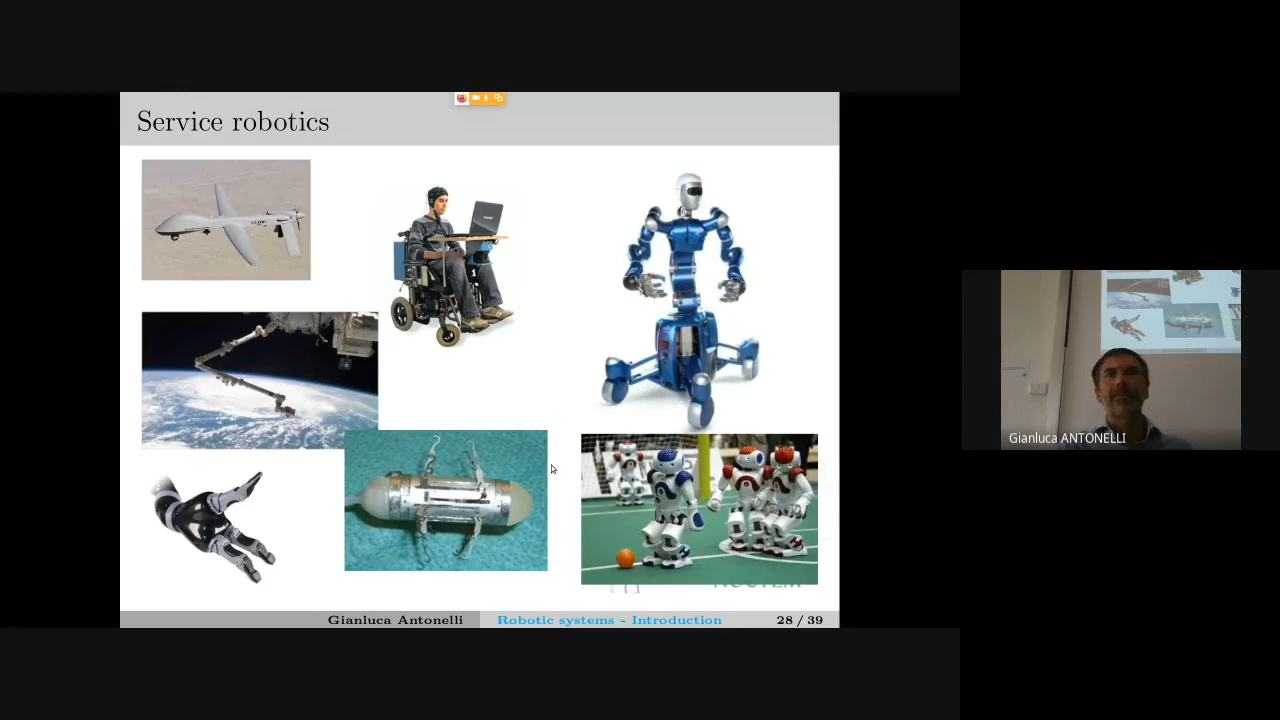 Service robotics
Gianluca ANTONELLI
Gianluca Antonelli
Robotic systems - Introduction
28 / 39